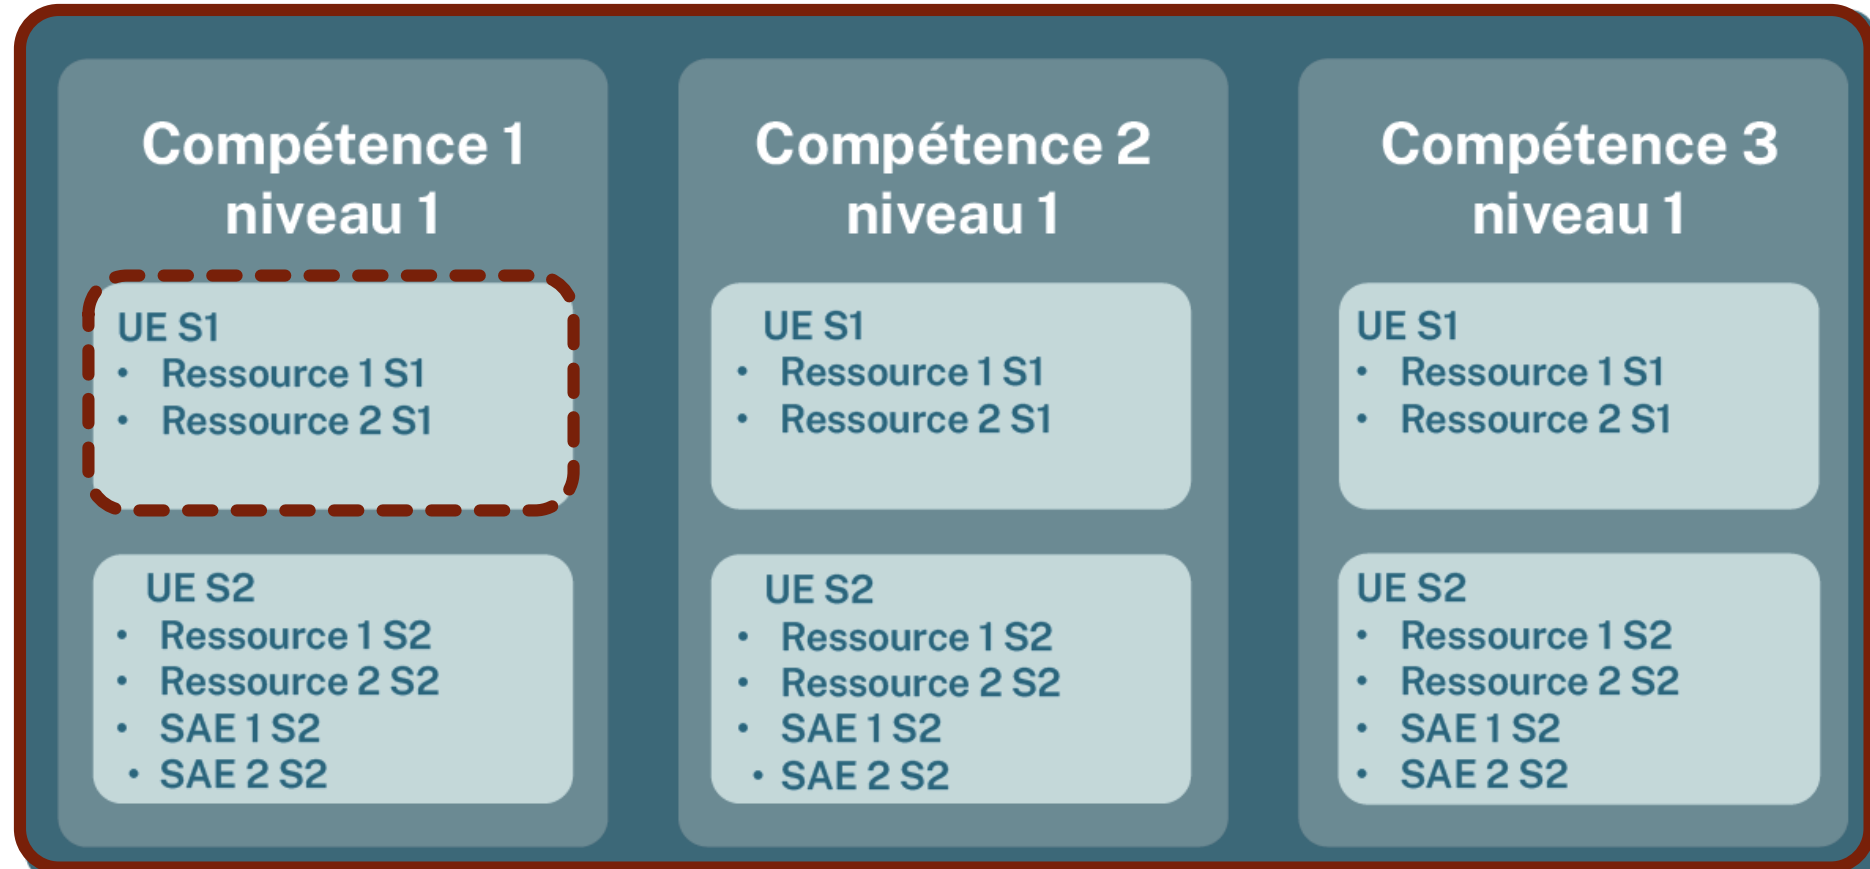 Compétence 1
niveau 1
UE S1
• Ressource 1 S1
• Ressource 2 S1
UE S2
• Ressource 1 S2
• Ressource 2 S2
• SAE 1 S2
• SAE 2 S2
Compétence 2
niveau 1
UE S1
• Ressource 1 S1
• Ressource 2 S1
UE S2
• Ressource 1 S2
• Ressource 2 S2
• SAE 1 S2
• SAE 2 S2
Compétence 3
niveau 1
UE S1
• Ressource 1 S1
• Ressource 2 S1
UE S2
• Ressource 1 S2
• Ressource 2 S2
• SAE 1 S2
• SAE 2 S2